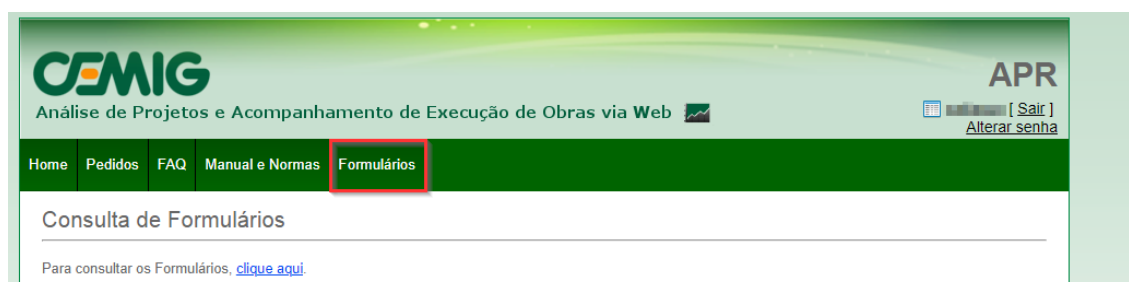 CEMIG
APR
Análise de Projetos e Acompanhamento de Execução de Obras via Web
[ Sair ]
Alterar senha
Home Pedidos FAQ Manual e Normas Formulários
Consulta de Formulários
Para consultar os Formulários, clique aqui.